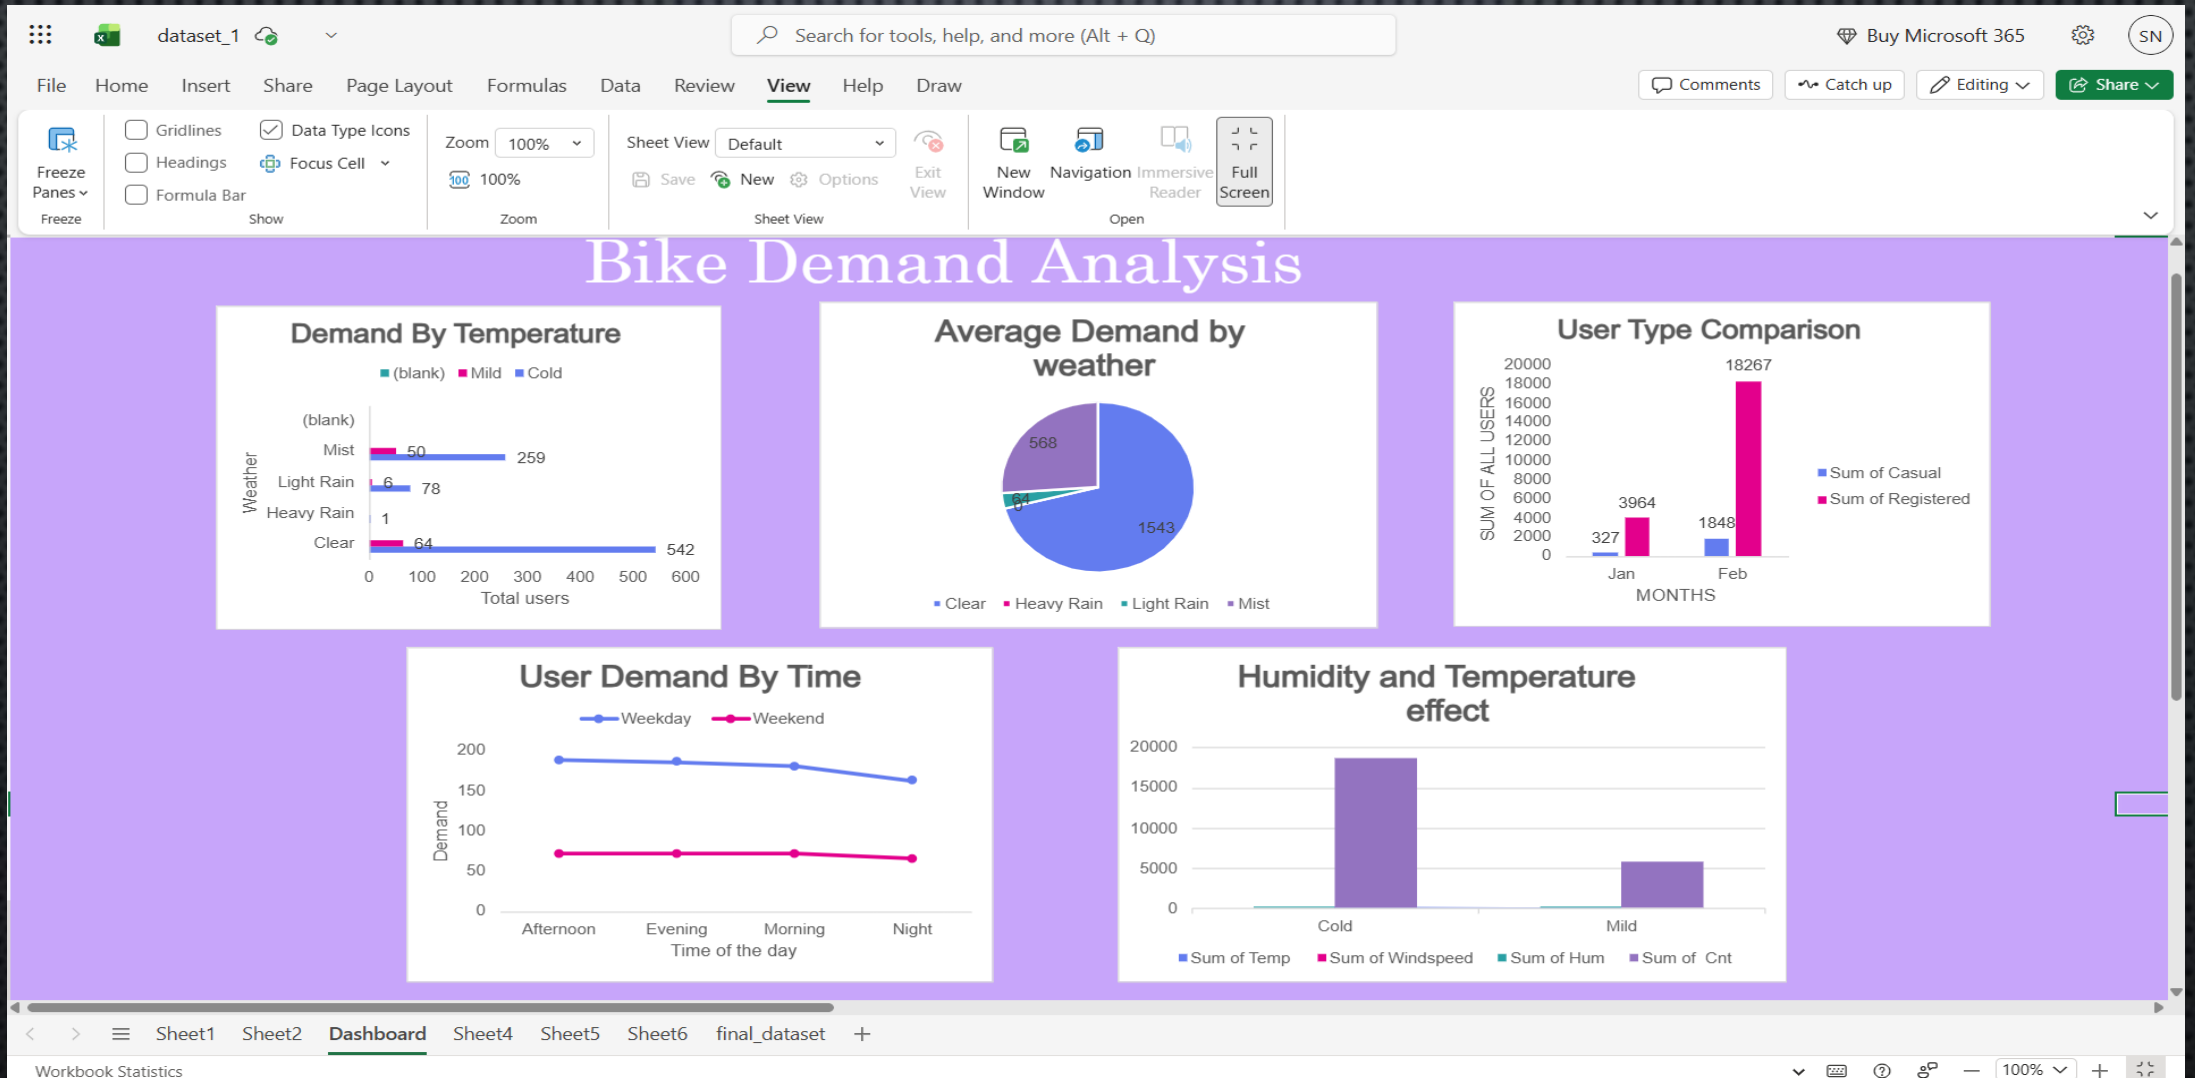 dataset_1
Search for tools, help, and more (Alt + Q)
Buy Microsoft 365
SN
File Home Insert Share Page Layout Formulas Data Review View Help Draw
Comments Catch up Editing Share
Freeze Panes
Freeze
Gridlines
Headings
Formula Bar
Data Type Icons
Focus Cell
Show
Zoom 100%
100 100%
Zoom
Sheet View Default
Save New Options
Exit View
Sheet View
New Window
Navigation
Immersive Reader
Full Screen
Open
Bike Demand Analysis
Demand By Temperature
(blank) Mild Cold
Weather
(blank)
Mist 50 259
Light Rain 6 78
Heavy Rain 1
Clear 64 542
0 100 200 300 400 500 600
Total users
Average Demand by
weather
568
64
0
1543
Clear Heavy Rain Light Rain Mist
User Type Comparison
SUM OF ALL USERS
20000
18000
16000
14000
12000
10000
8000
6000
4000
2000
0
18267
3964
1848
327
Jan Feb
MONTHS
Sum of Casual
Sum of Registered
User Demand By Time
Weekday Weekend
Demand
200
150
100
50
0
Afternoon Evening Morning Night
Time of the day
Humidity and Temperature
effect
20000
15000
10000
5000
0
Cold Mild
Sum of Temp Sum of Windspeed Sum of Hum Sum of Cnt
Sheet1 Sheet2 Dashboard Sheet4 Sheet5 Sheet6 final_dataset
Workbook Statistics
100%